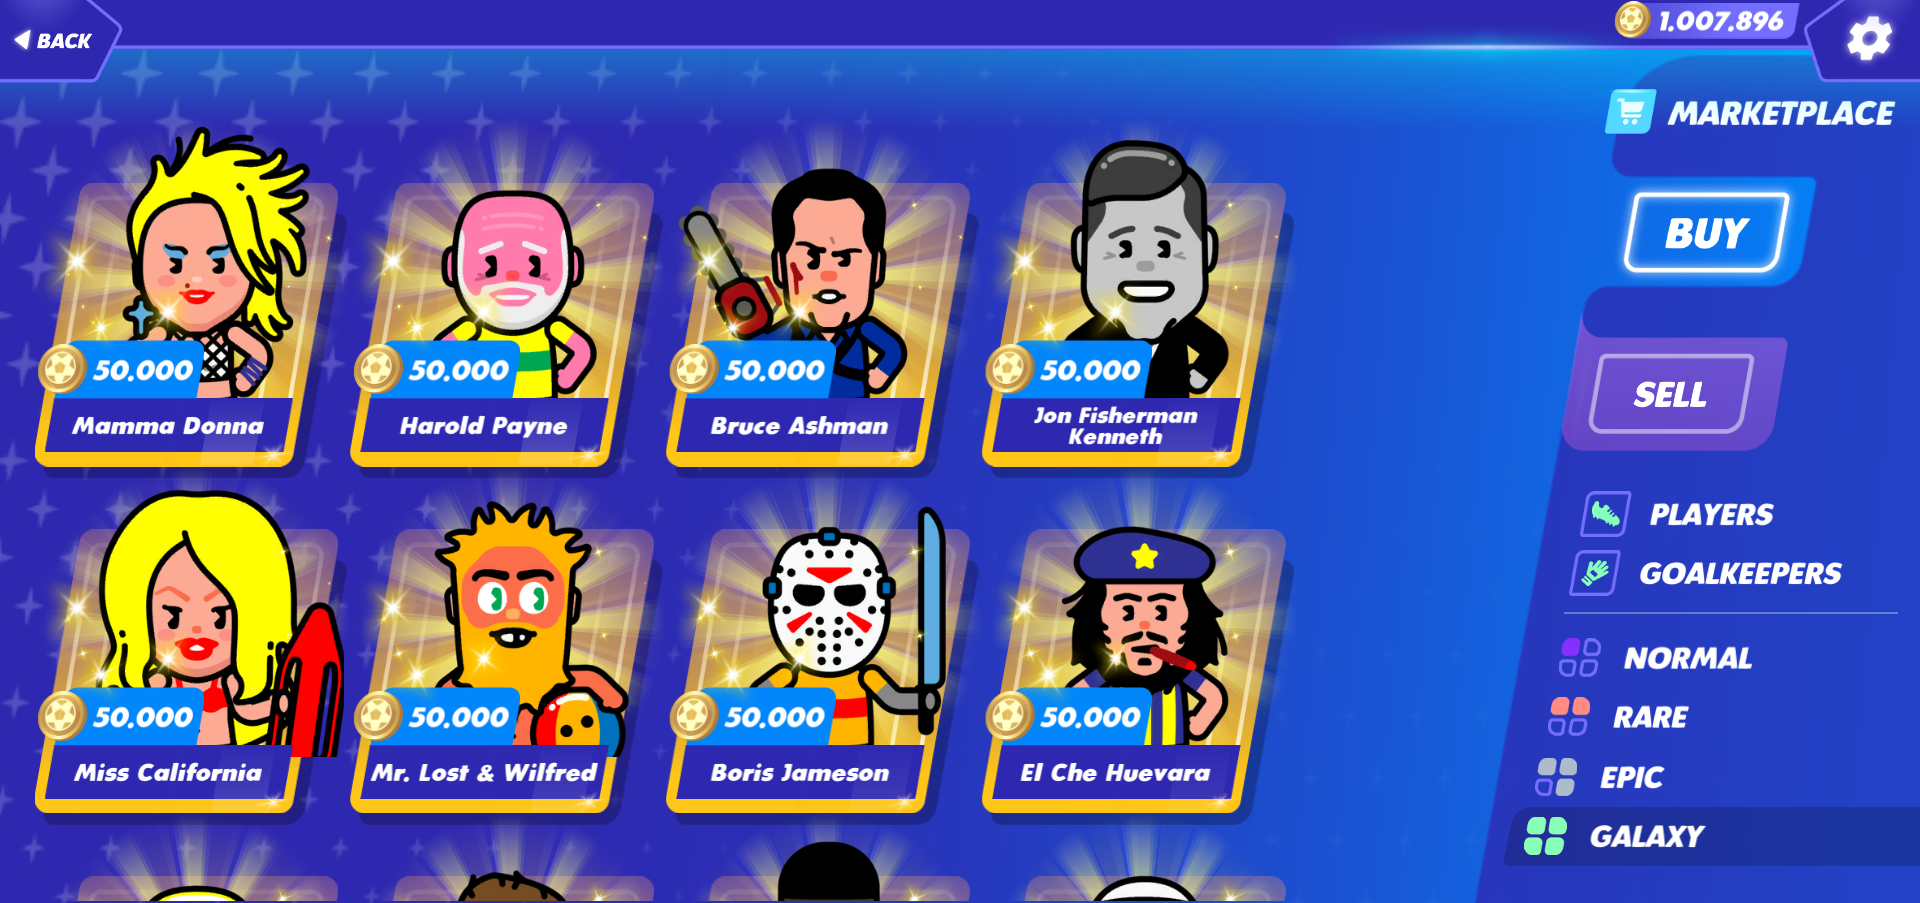 BACK
1.007.896
MARKETPLACE
BUY
SELL
PLAYERS
GOALKEEPERS
NORMAL
RARE
EPIC
GALAXY
50.000
Mamma Donna
50.000
Harold Payne
50.000
Bruce Ashman
50.000
Jon Fisherman
Kenneth
50.000
Miss California
50.000
Mr. Lost & Wilfred
50.000
Boris Jameson
50.000
El Che Huevara